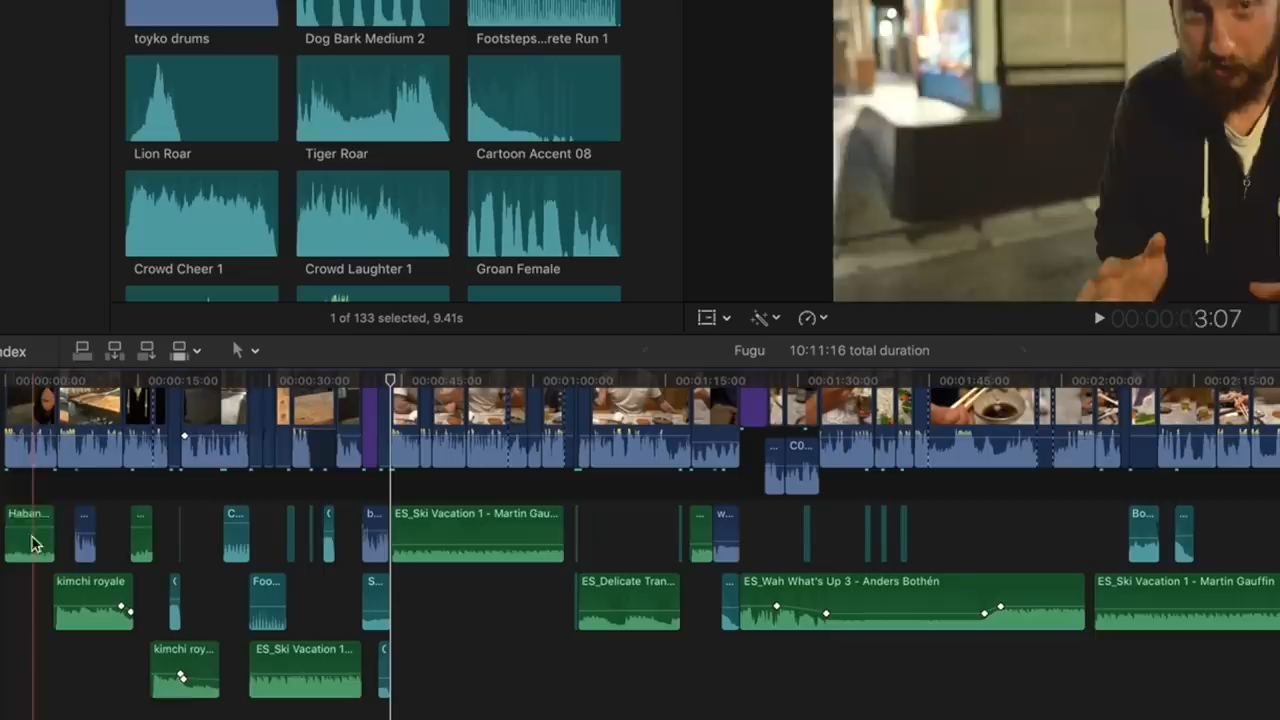 toyko drums
Dog Bark Medium 2
Footsteps...rete Run 1
Lion Roar
Tiger Roar
Cartoon Accent 08
Crowd Cheer 1
Crowd Laughter 1
Groan Female
1 of 133 selected, 9.41s
00:00:0 3:07
ndex
Fugu
10:11:16 total duration
00:00:00:00
00:00:15:00
00:00:30:00
00:00:45:00
00:01:00:00
00:01:15:00
00:01:30:00
00:01:45:00
00:02:00:00
00:02:15:00
...
C0...
Haban...
...
...
C...
b...
ES_Ski Vacation 1 - Martin Gau...
...
w...
Bo...
...
kimchi royale
Foo...
S...
ES_Delicate Tran...
...
ES_Wah What's Up 3 - Anders Bothén
ES_Ski Vacation 1 - Martin Gauffin
kimchi roy...
ES_Ski Vacation 1...